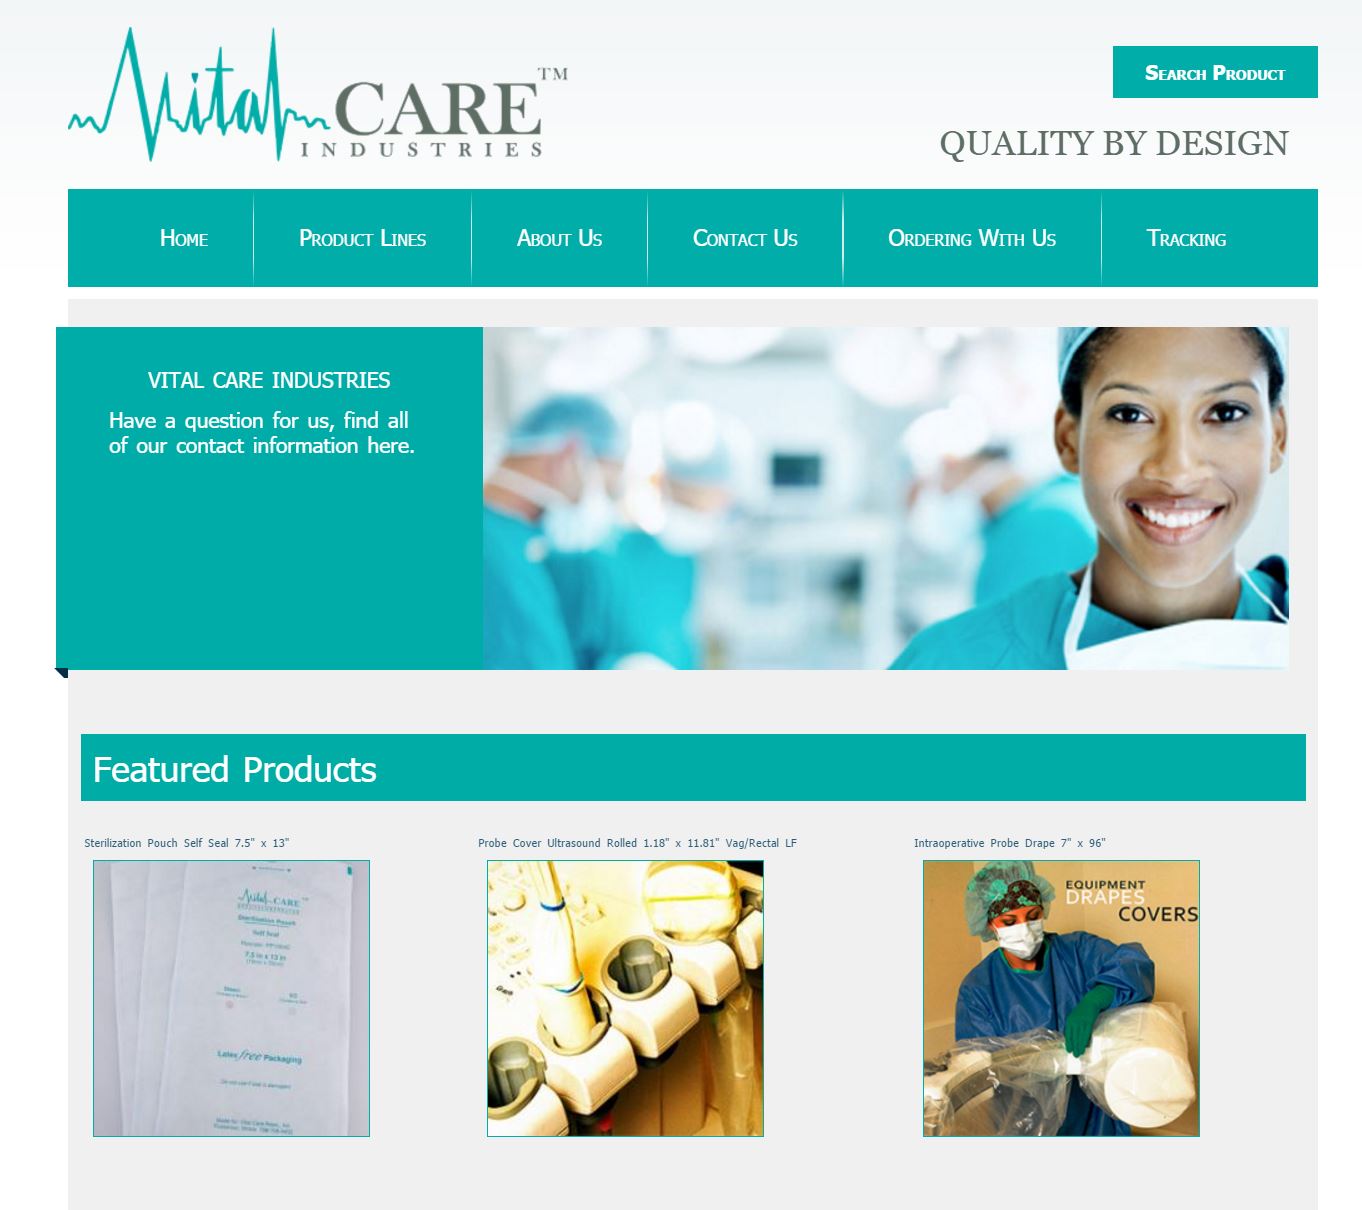 Vital CARE™
INDUSTRIES
SEARCH PRODUCT
QUALITY BY DESIGN
HOME
PRODUCT LINES
ABOUT US
CONTACT US
ORDERING WITH US
TRACKING
VITAL CARE INDUSTRIES
Have a question for us, find all
of our contact information here.
Featured Products
Sterilization Pouch Self Seal 7.5" x 13"
Probe Cover Ultrasound Rolled 1.18" x 11.81" Vag/Rectal LF
Intraoperative Probe Drape 7" x 96"
Vital CARE™
Sterilization Pouch
Self Seal
7.5 in x 13 in
Latex free Packaging
EQUIPMENT
DRAPES
COVERS